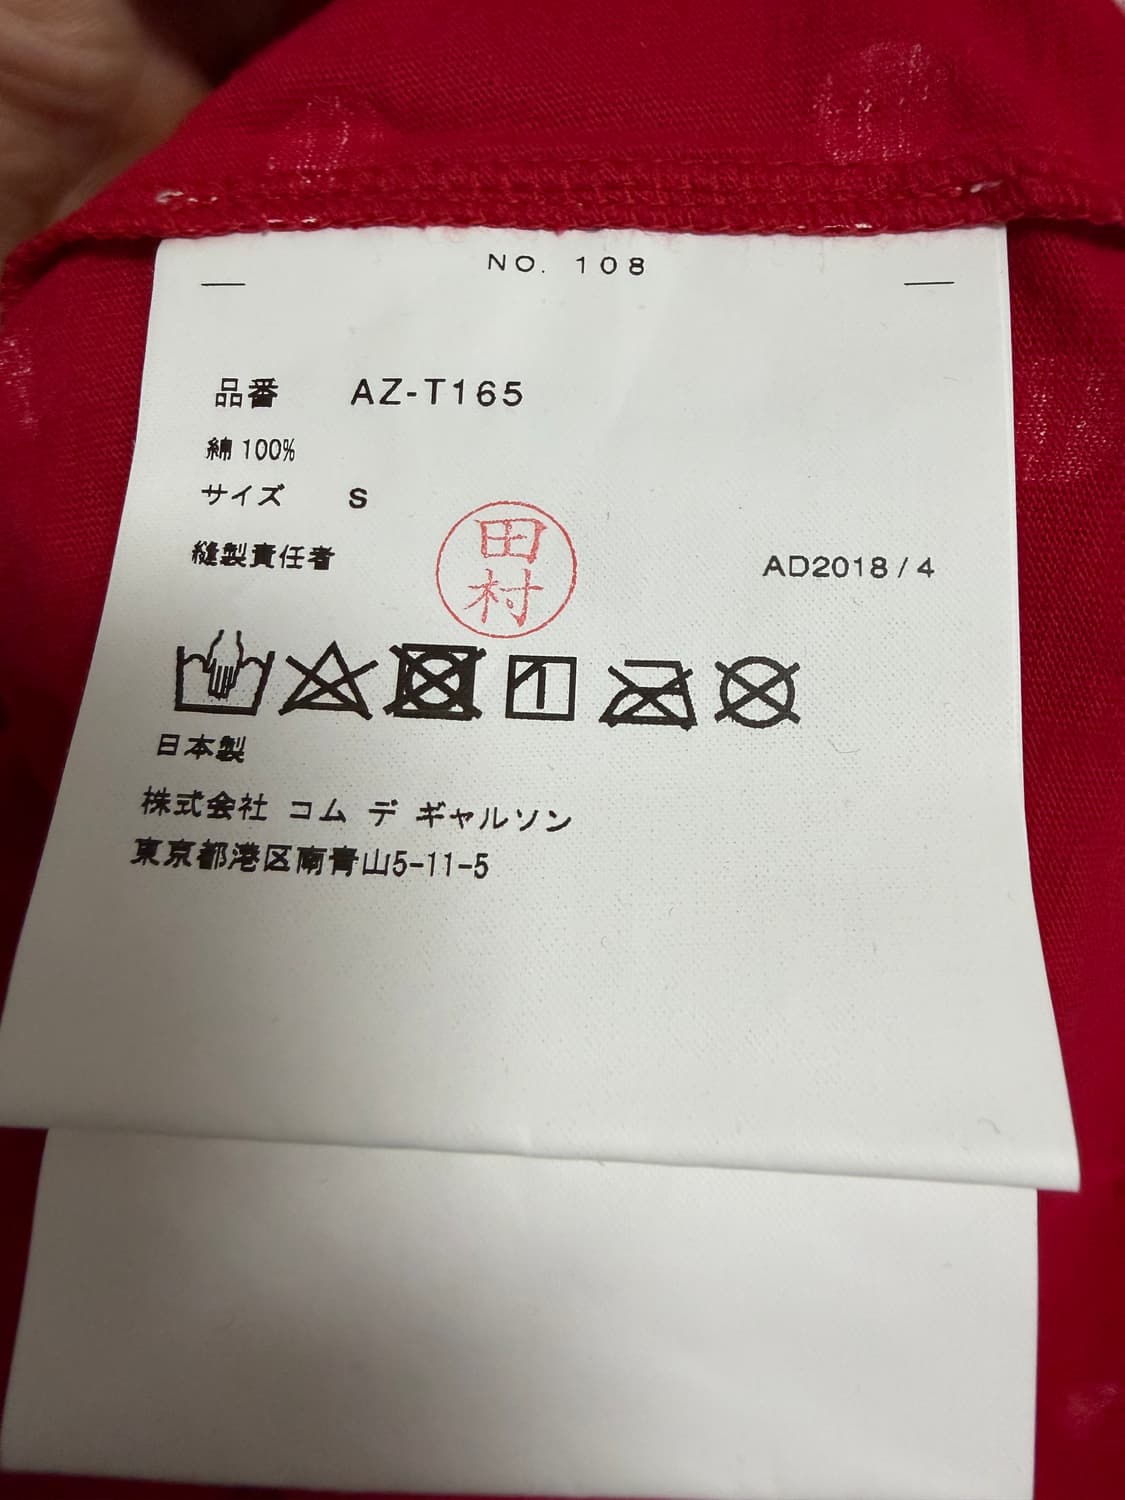 NO. 108
品番 AZ-T165
綿 100%
サイズ S
縫製責任者 田村 AD2018/4
日本製
株式会社 コム デ ギャルソン
東京都港区南青山5-11-5